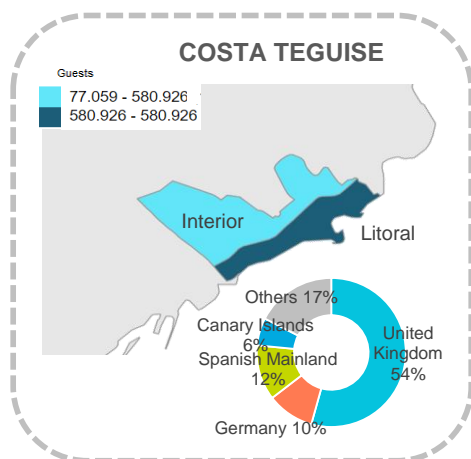 COSTA TEGUISE
Guests
77.059 - 580.926
580.926 - 580.926
Interior
Litoral
Others 17%
Canary Islands
6%
Spanish Mainland
12%
United
Kingdom
54%
Germany 10%